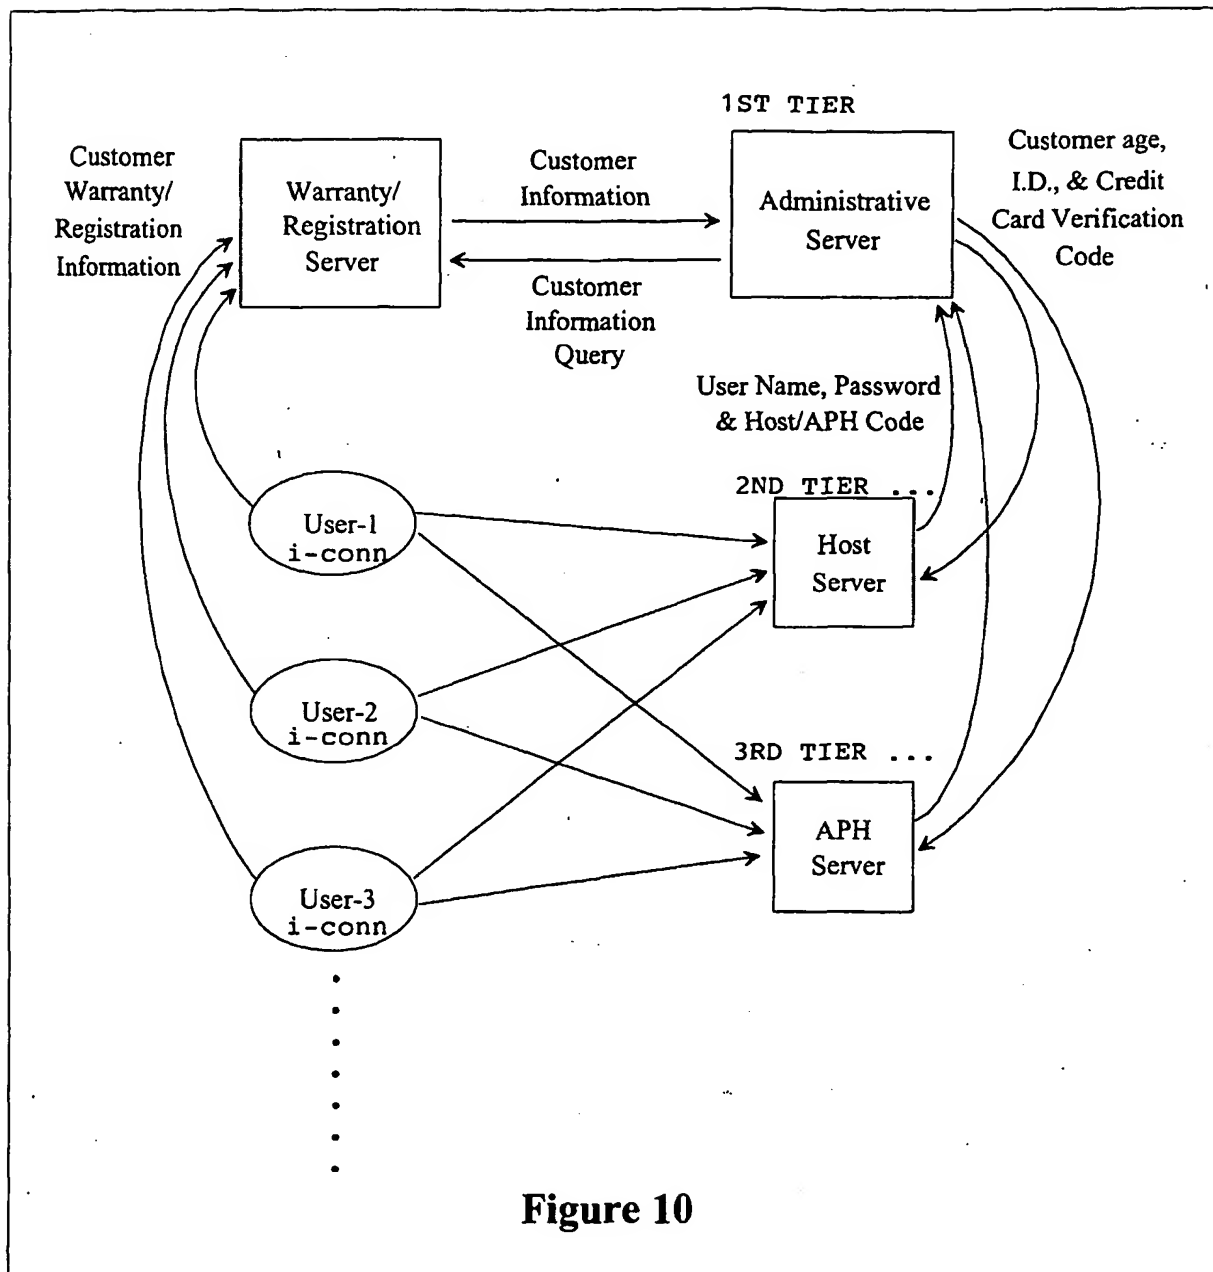 1ST TIER
Customer
Warranty/
Registration
Information
Warranty/
Registration
Server
Customer
Information
Administrative
Server
Customer age,
I.D., & Credit
Card Verification
Code
Customer
Information
Query
User Name, Password
& Host/APH Code
2ND TIER ...
User-1
i-conn
Host
Server
User-2
i-conn
3RD TIER ...
APH
Server
User-3
i-conn
Figure 10